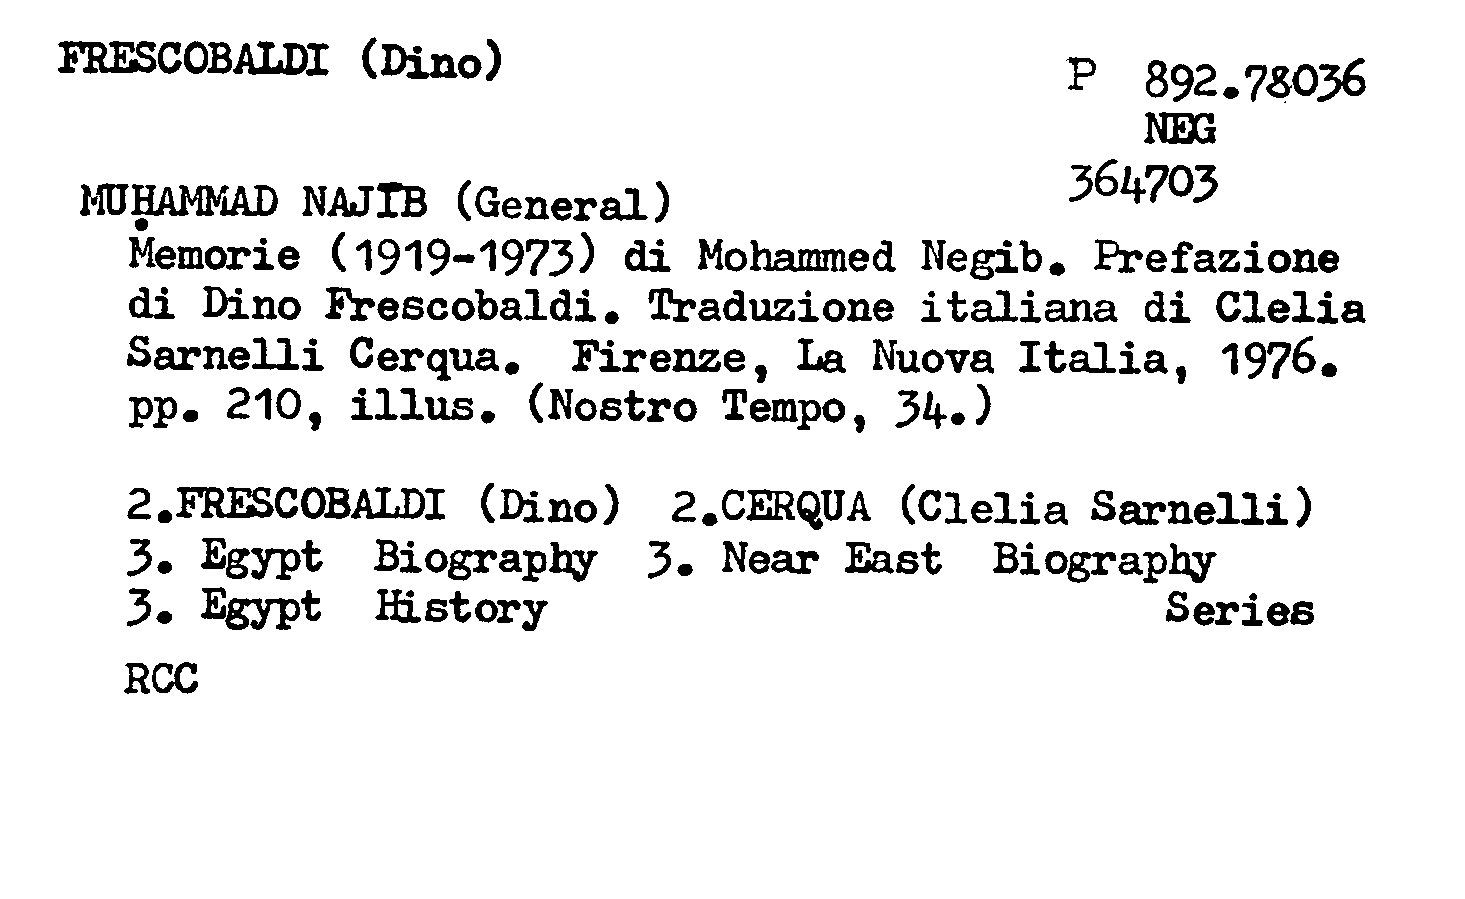 FRESCOBALDI (Dino)
P 892.78036
NEG
364703
MUḤAMMAD NAJĪB (General)
Memorie (1919-1973) di Mohammed Negib. Prefazione
di Dino Frescobaldi. Traduzione italiana di Clelia
Sarnelli Cerqua. Firenze, La Nuova Italia, 1976.
pp. 210, illus. (Nostro Tempo, 34.)
2.FRESCOBALDI (Dino) 2.CERQUA (Clelia Sarnelli)
3. Egypt Biography 3. Near East Biography
3. Egypt History Series
RCC